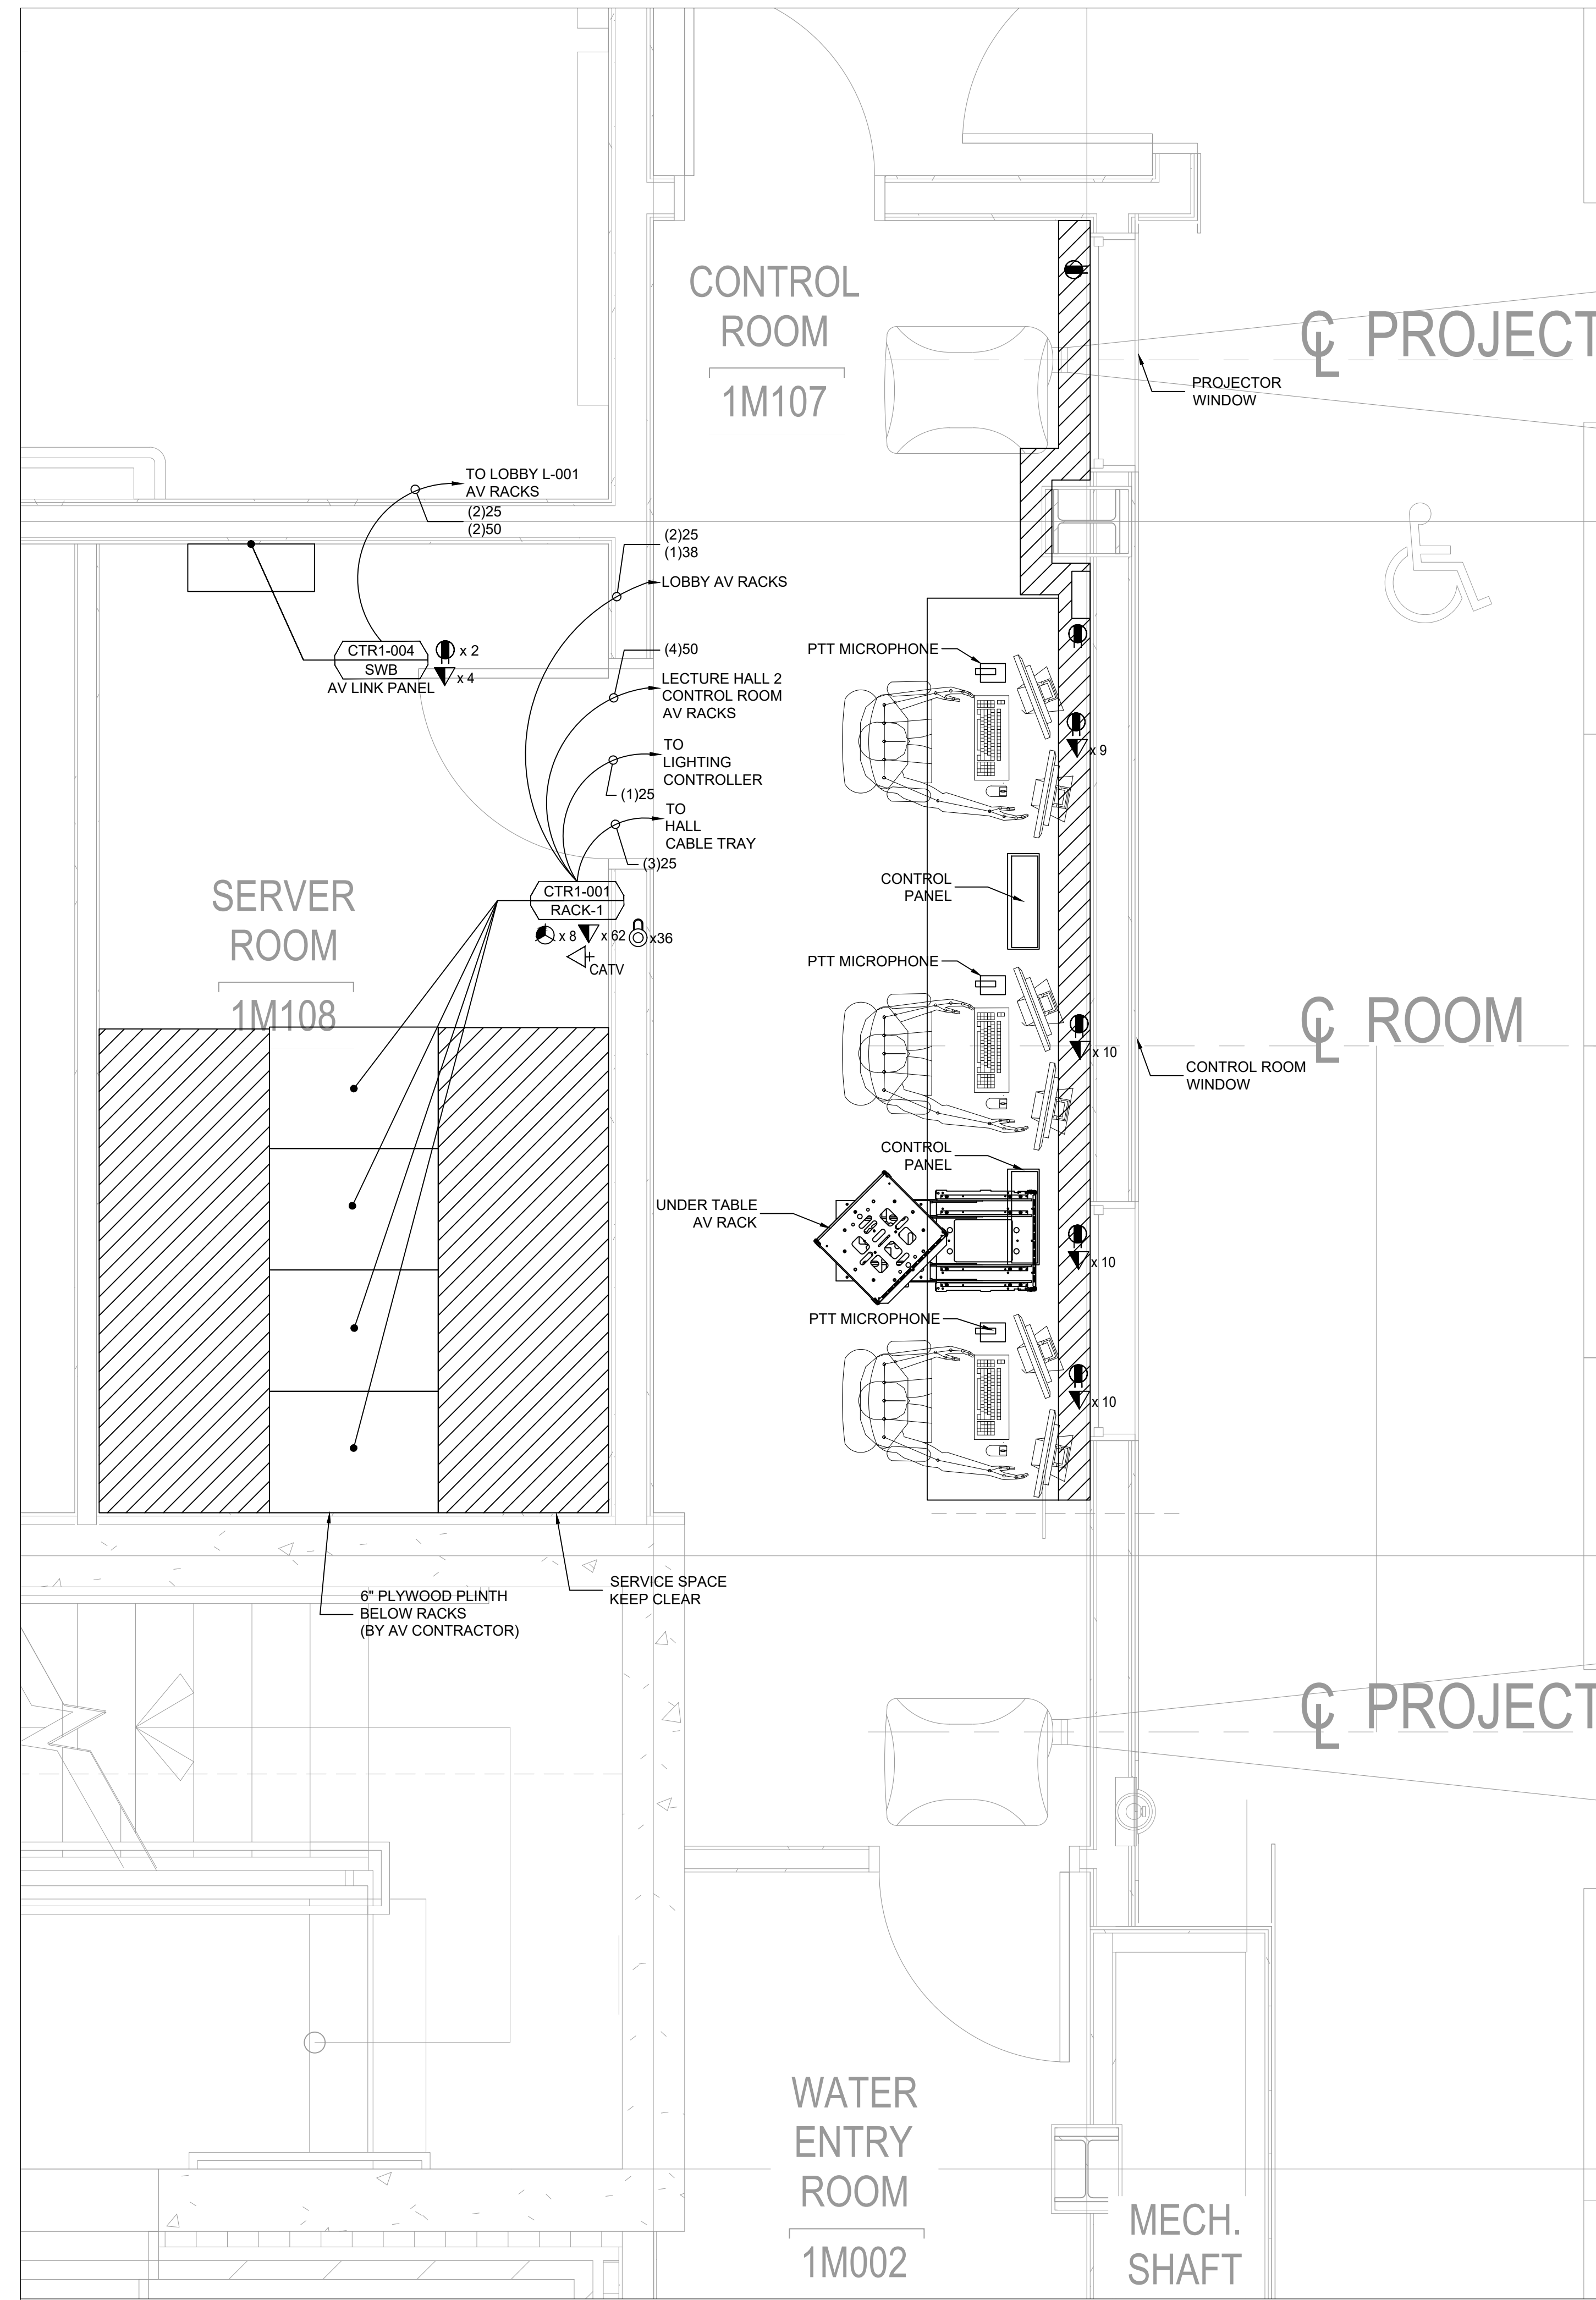 CONTROL
ROOM
1M107
℄ PROJECT
PROJECTOR
WINDOW
TO LOBBY L-001
AV RACKS
(2)25
(2)50
(2)25
(1)38
LOBBY AV RACKS
CTR1-004
SWB
AV LINK PANEL
x 2
x 4
(4)50
LECTURE HALL 2
CONTROL ROOM
AV RACKS
TO
LIGHTING
CONTROLLER
(1)25
TO
HALL
CABLE TRAY
(3)25
PTT MICROPHONE
x 9
CONTROL
PANEL
SERVER
ROOM
1M108
CTR1-001
RACK-1
x 8
x 62
x36
CATV
PTT MICROPHONE
x 10
℄ ROOM
CONTROL ROOM
WINDOW
CONTROL
PANEL
UNDER TABLE
AV RACK
x 10
PTT MICROPHONE
x 10
6" PLYWOOD PLINTH
BELOW RACKS
(BY AV CONTRACTOR)
SERVICE SPACE
KEEP CLEAR
℄ PROJECT
WATER
ENTRY
ROOM
1M002
MECH.
SHAFT